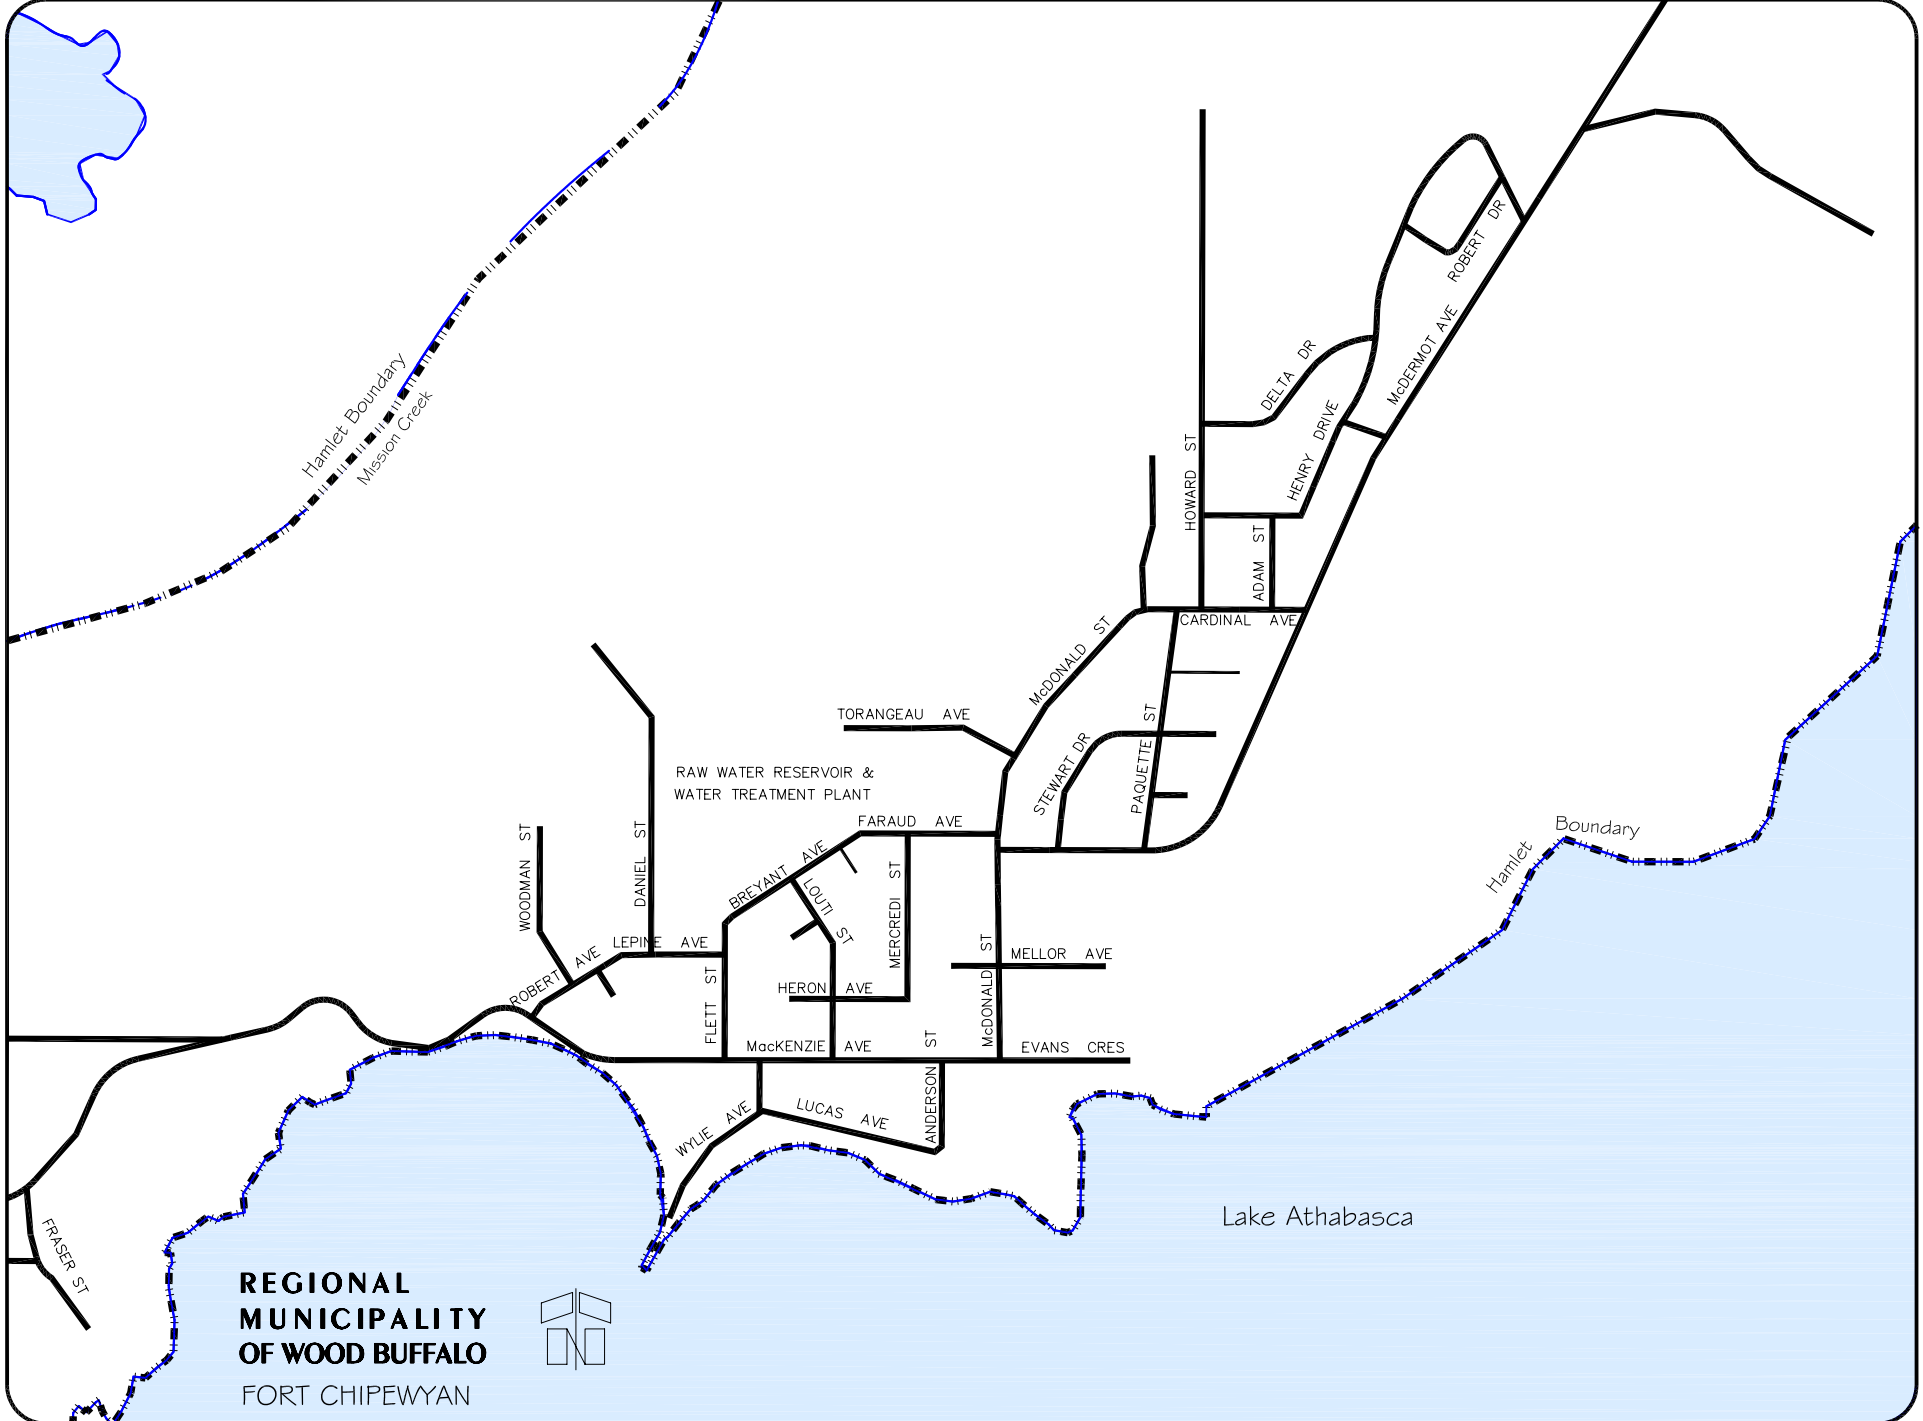 ROBERT DR
McDERMOT AVE
DELTA DR
HENRY DRIVE
HOWARD ST
ADAM ST
CARDINAL AVE
Hamlet Boundary
Mission Creek
McDONALD ST
TORANGEAU AVE
STEWART DR
PAQUETTE ST
RAW WATER RESERVOIR &
WATER TREATMENT PLANT
FARAUD AVE
BREYANT AVE
LOUTI ST
MERCREDI ST
WOODMAN ST
DANIEL ST
LEPINE AVE
ROBERT AVE
FLETT ST
HERON AVE
McDONALD ST
MELLOR AVE
MacKENZIE AVE
EVANS CRES
ANDERSON ST
WYLIE AVE
LUCAS AVE
Hamlet Boundary
Lake Athabasca
FRASER ST
REGIONAL
MUNICIPALITY
OF WOOD BUFFALO
FORT CHIPEWYAN